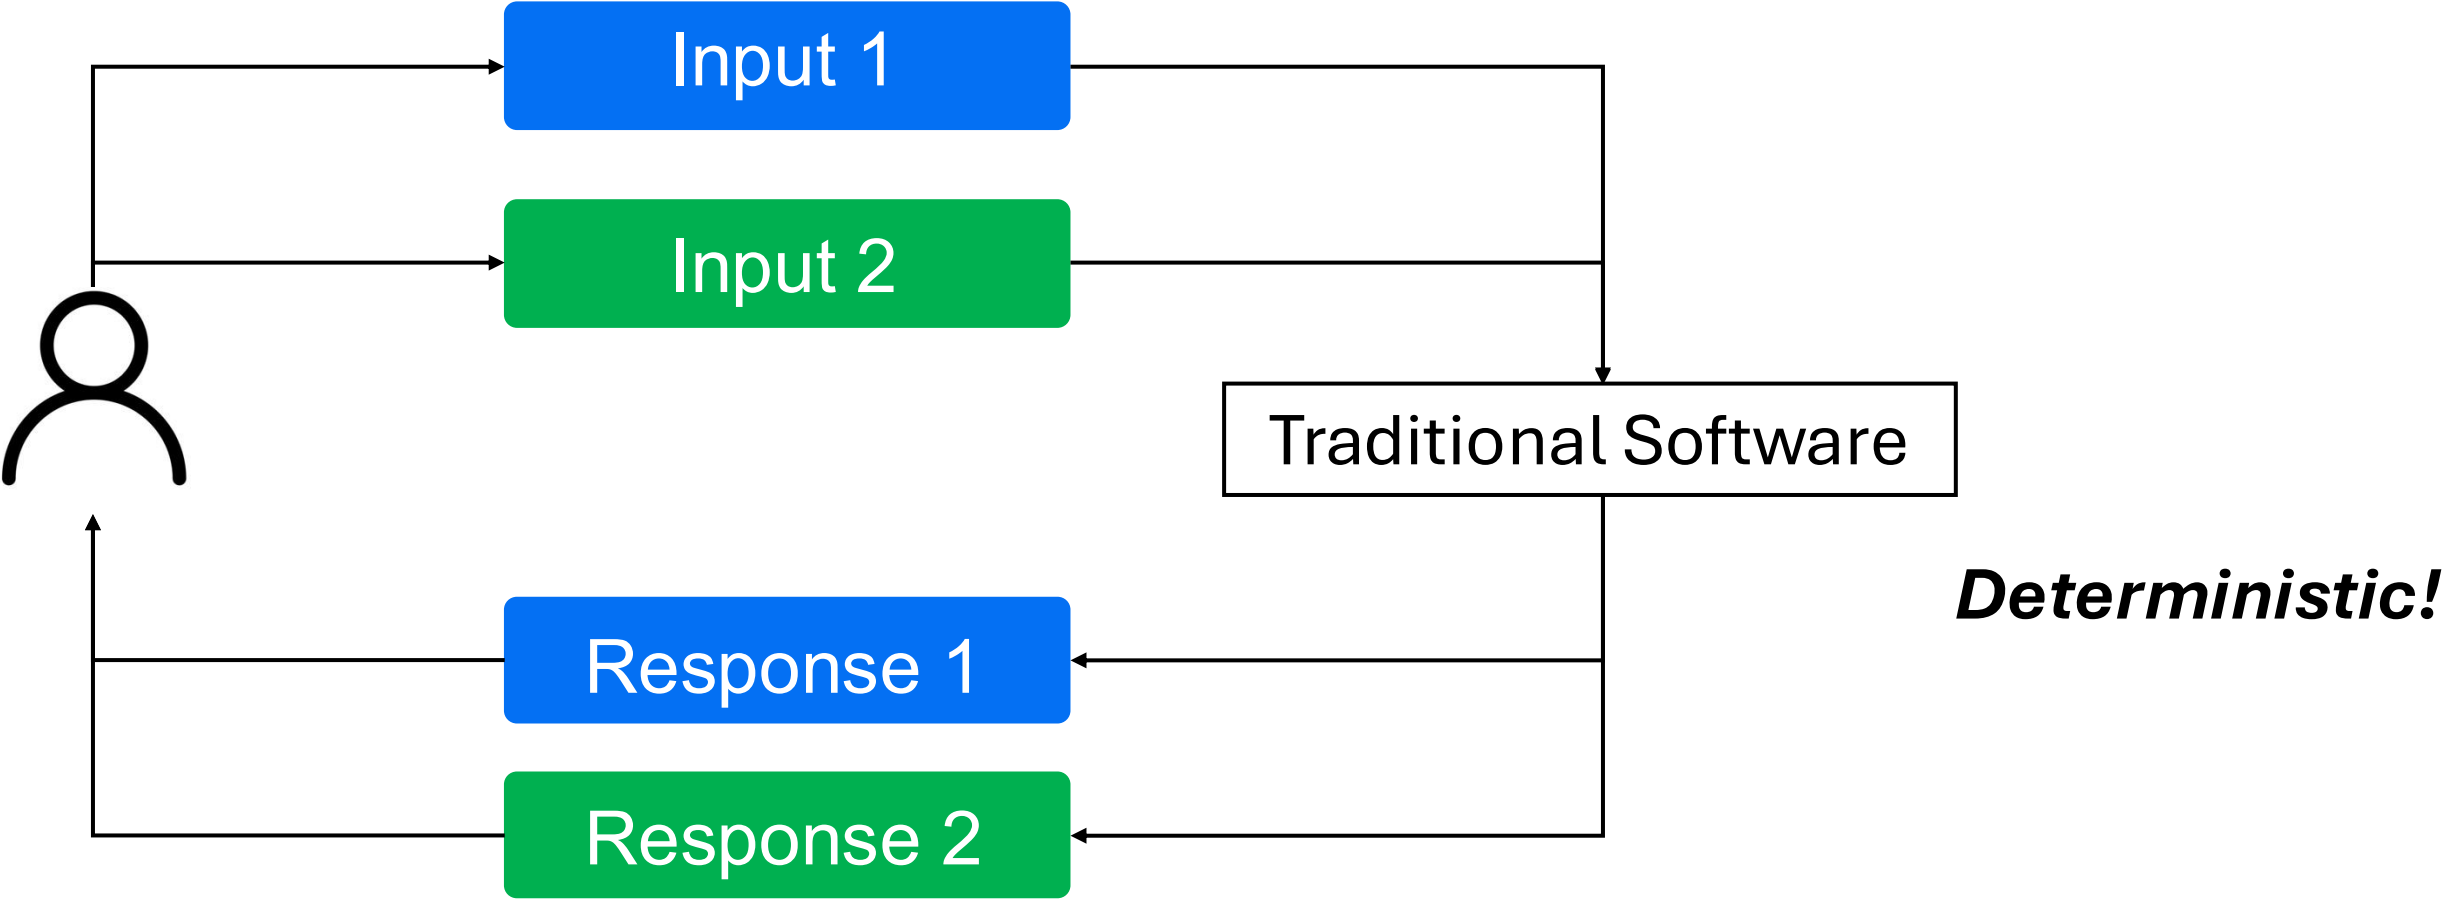 Input 1
Input 2
Traditional Software
Deterministic!
Response 1
Response 2